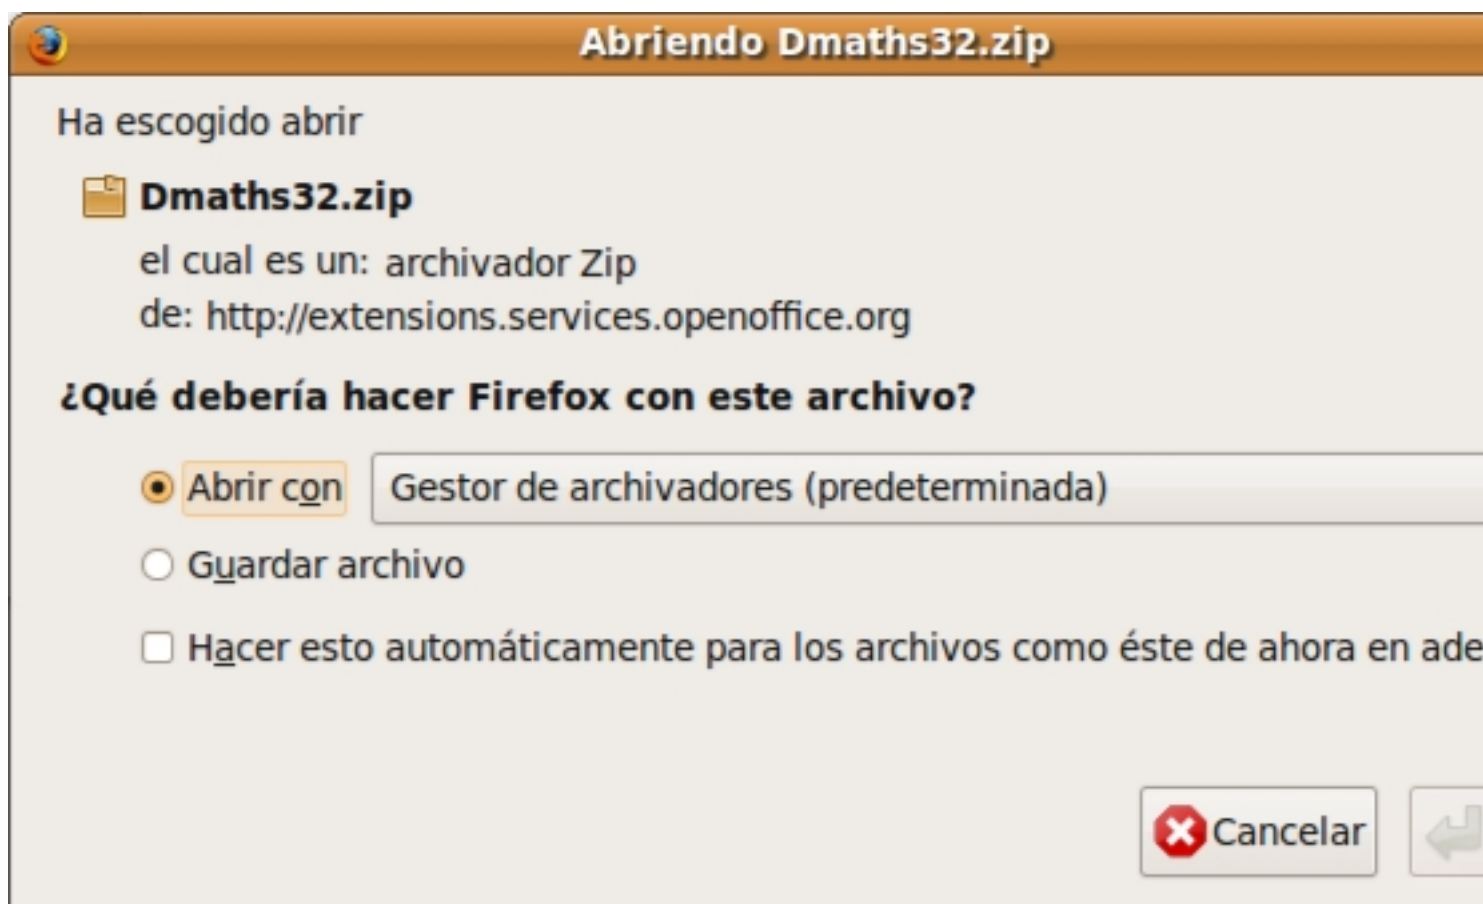 Abriendo Dmaths32.zip
Ha escogido abrir
Dmaths32.zip
el cual es un: archivador Zip
de: http://extensions.services.openoffice.org
¿Qué debería hacer Firefox con este archivo?
Abrir con Gestor de archivadores (predeterminada)
Guardar archivo
Hacer esto automáticamente para los archivos como éste de ahora en ade
Cancelar